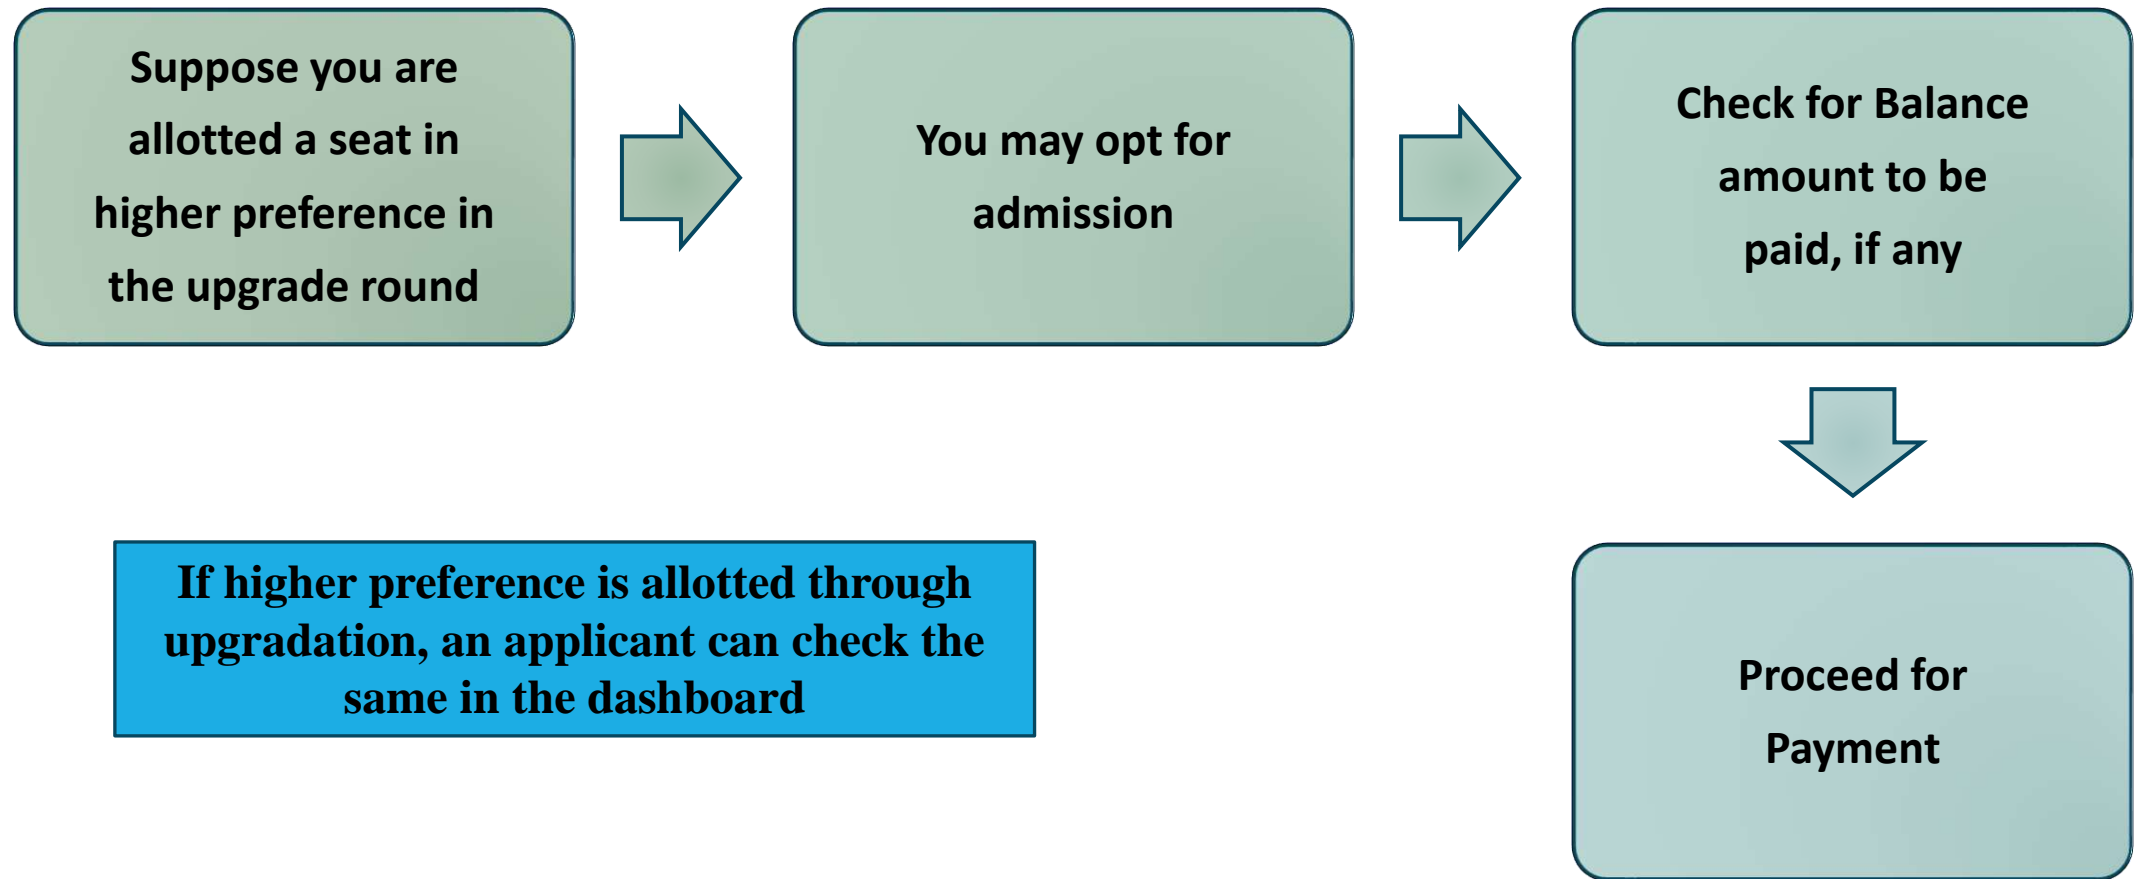 Suppose you are
allotted a seat in
higher preference in
the upgrade round
You may opt for
admission
Check for Balance
amount to be
paid, if any
Proceed for
Payment
If higher preference is allotted through
upgradation, an applicant can check the
same in the dashboard